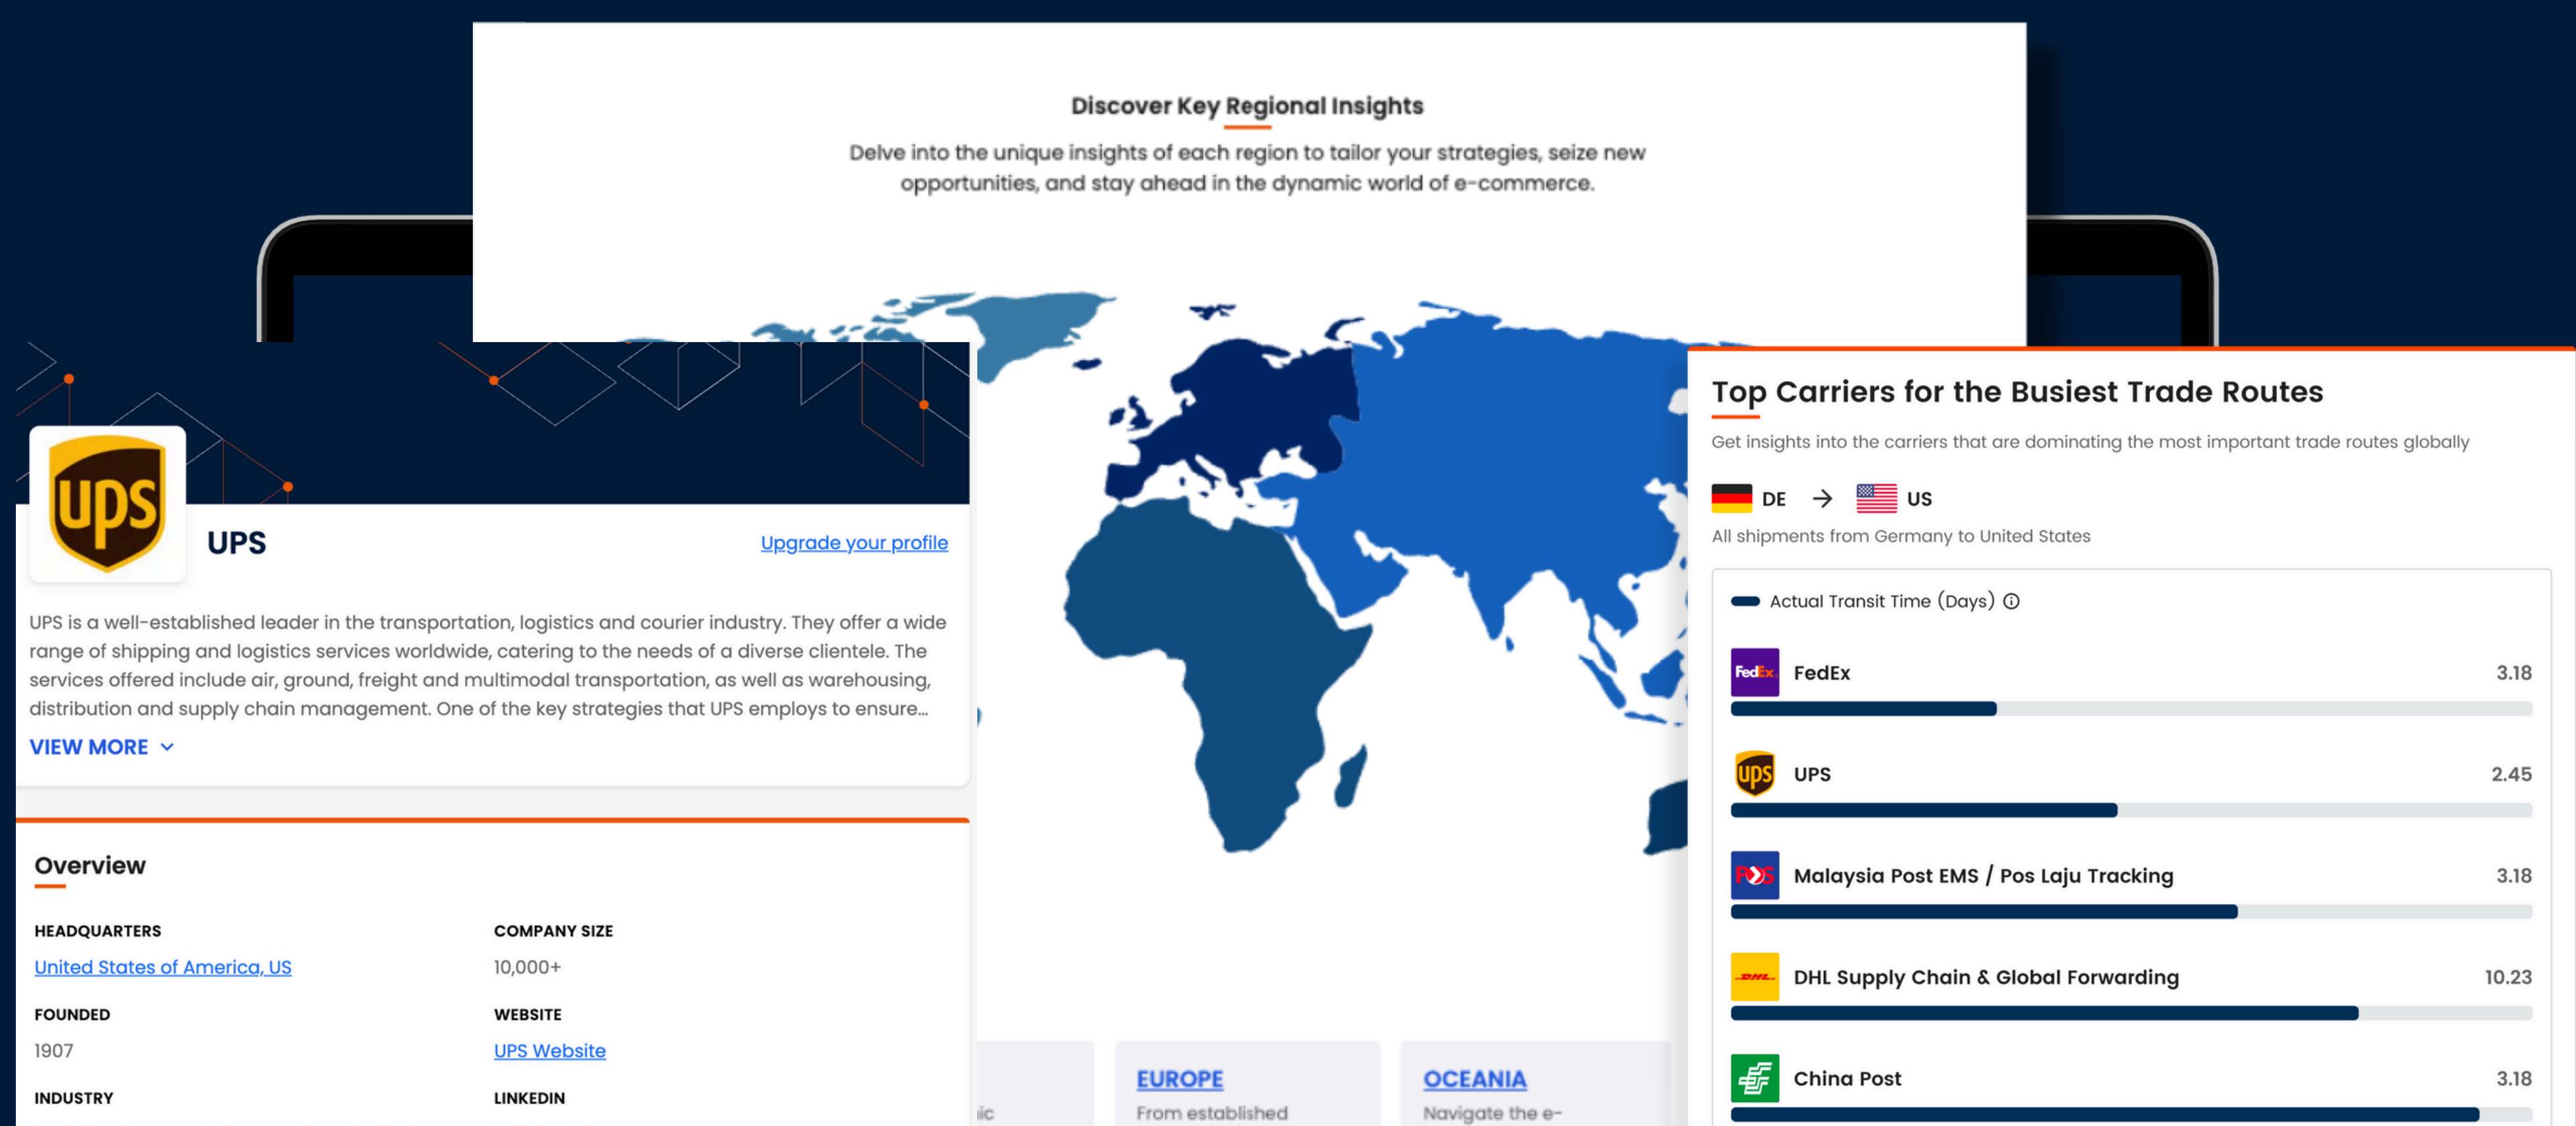 Discover Key Regional Insights
Delve into the unique insights of each region to tailor your strategies, seize new
opportunities, and stay ahead in the dynamic world of e-commerce.
ups
UPS
Upgrade your profile
UPS is a well-established leader in the transportation, logistics and courier industry. They offer a wide
range of shipping and logistics services worldwide, catering to the needs of a diverse clientele. The
services offered include air, ground, freight and multimodal transportation, as well as warehousing,
distribution and supply chain management. One of the key strategies that UPS employs to ensure...
VIEW MORE
Overview
HEADQUARTERS
United States of America, US
COMPANY SIZE
10,000+
FOUNDED
1907
WEBSITE
UPS Website
INDUSTRY
LINKEDIN
EUROPE
From established
OCEANIA
Navigate the e-
Top Carriers for the Busiest Trade Routes
Get insights into the carriers that are dominating the most important trade routes globally
DE → US
All shipments from Germany to United States
Actual Transit Time (Days)
FedEx FedEx 3.18
ups UPS 2.45
POS Malaysia Post EMS / Pos Laju Tracking 3.18
DHL DHL Supply Chain & Global Forwarding 10.23
China Post 3.18